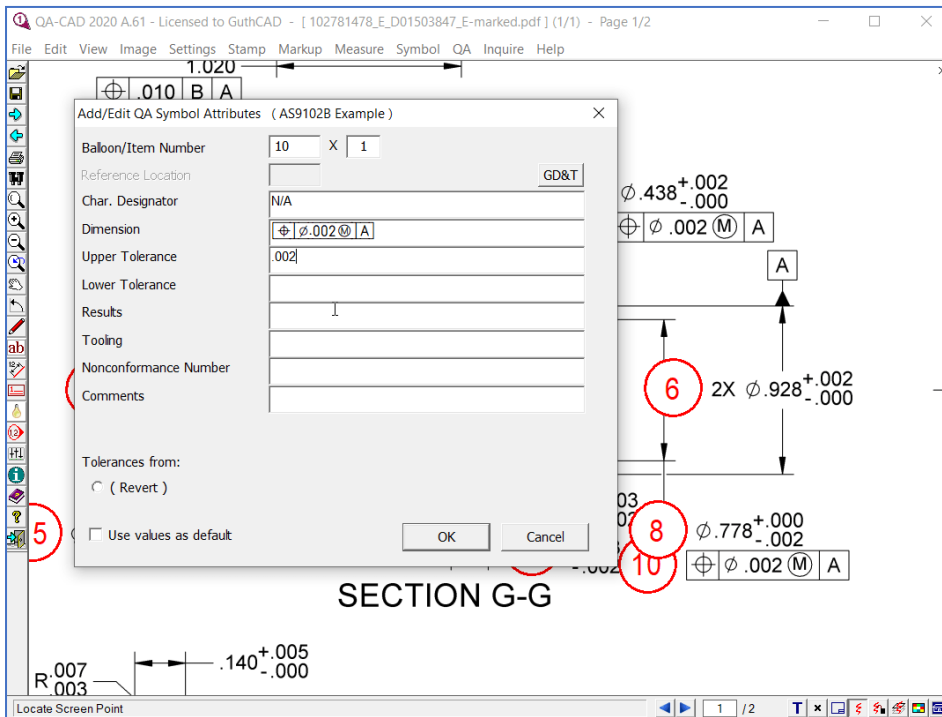 QA-CAD 2020 A.61 - Licensed to GuthCAD - [ 102781478_E_D01503847_E-marked.pdf ] (1/1) - Page 1/2
File Edit View Image Settings Stamp Markup Measure Symbol QA Inquire Help
1.020
⌖ .010 B A
Add/Edit QA Symbol Attributes ( AS9102B Example )
Balloon/Item Number 10 X 1
Reference Location GD&T
Char. Designator N/A
Dimension ⌖ ⌀.002Ⓜ A
Upper Tolerance .002
Lower Tolerance
Results
Tooling
Nonconformance Number
Comments
Tolerances from:
( Revert )
Use values as default
OK Cancel
⌀.438 +.002 -.000
⌖ ⌀ .002 Ⓜ A
A
6 2X ⌀.928 +.002 -.000
5
8 ⌀.778 +.000 -.002
10 ⌖ ⌀ .002 Ⓜ A
SECTION G-G
.140 +.005 -.000
R .007 .003
Locate Screen Point 1 /2